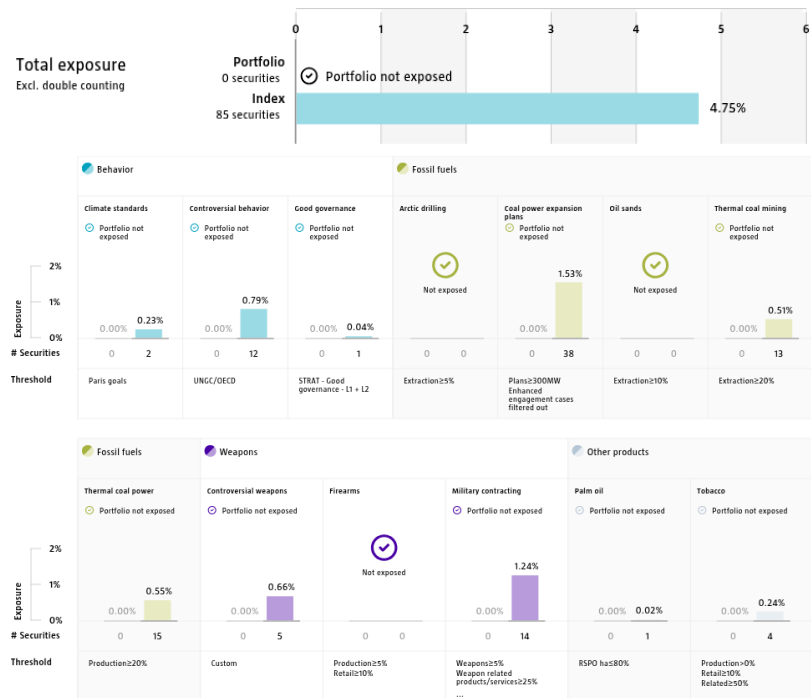 0 1 2 3 4 5 6
Total exposure
Excl. double counting
Portfolio
0 securities
Portfolio not exposed
Index
85 securities
4.75%
Behavior
Fossil fuels
Climate standards
Portfolio not
exposed
Controversial behavior
Portfolio not
exposed
Good governance
Portfolio not
exposed
Arctic drilling
Not exposed
Coal power expansion
plans
Portfolio not
exposed
Oil sands
Not exposed
Thermal coal mining
Portfolio not
exposed
Exposure
2%
1%
0%
0.00% 0.23% 0.00% 0.79% 0.00% 0.04% 0.00% 1.53% 0.00% 0.51%
# Securities 0 2 0 12 0 1 0 0 0 38 0 0 0 13
Threshold
Paris goals
UNGC/OECD
STRAT - Good
governance - L1 + L2
Extraction≥5%
Plans≥300MW
Enhanced
engagement cases
filtered out
Extraction≥10%
Extraction≥20%
Fossil fuels
Weapons
Other products
Thermal coal power
Portfolio not exposed
Controversial weapons
Portfolio not exposed
Firearms
Not exposed
Military contracting
Portfolio not exposed
Palm oil
Portfolio not exposed
Tobacco
Portfolio not exposed
Exposure
2%
1%
0%
0.00% 0.55% 0.00% 0.66% 0.00% 1.24% 0.00% 0.02% 0.00% 0.24%
# Securities 0 15 0 5 0 0 0 14 0 1 0 4
Threshold
Production≥20%
Custom
Production≥5%
Retail≥10%
Weapons≥5%
Weapon related
products/services≥25%
...
RSPO ha≤80%
Production>0%
Retail≥10%
Related≥50%